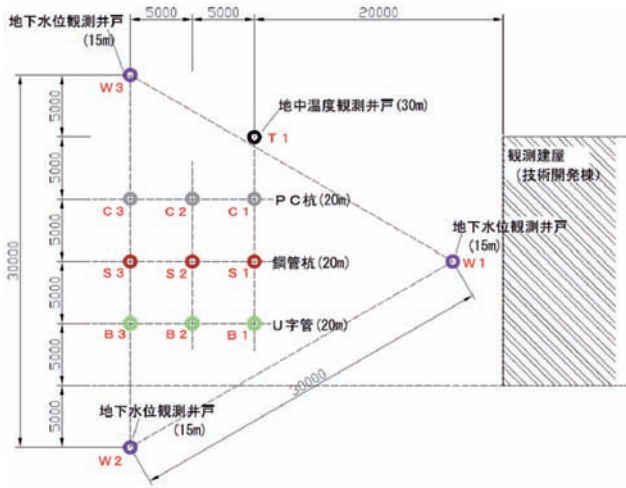 地下水位観測井戸
(15m)
5000
5000
20000
W3
地中温度観測井戸(30m)
T1
観測建屋
(技術開発棟)
5000
5000
5000
5000
5000
5000
30000
C3
C2
C1
PC杭(20m)
地下水位観測井戸
(15m)
W1
S3
S2
S1
鋼管杭(20m)
B3
B2
B1
U字管(20m)
30000
地下水位観測井戸
(15m)
W2